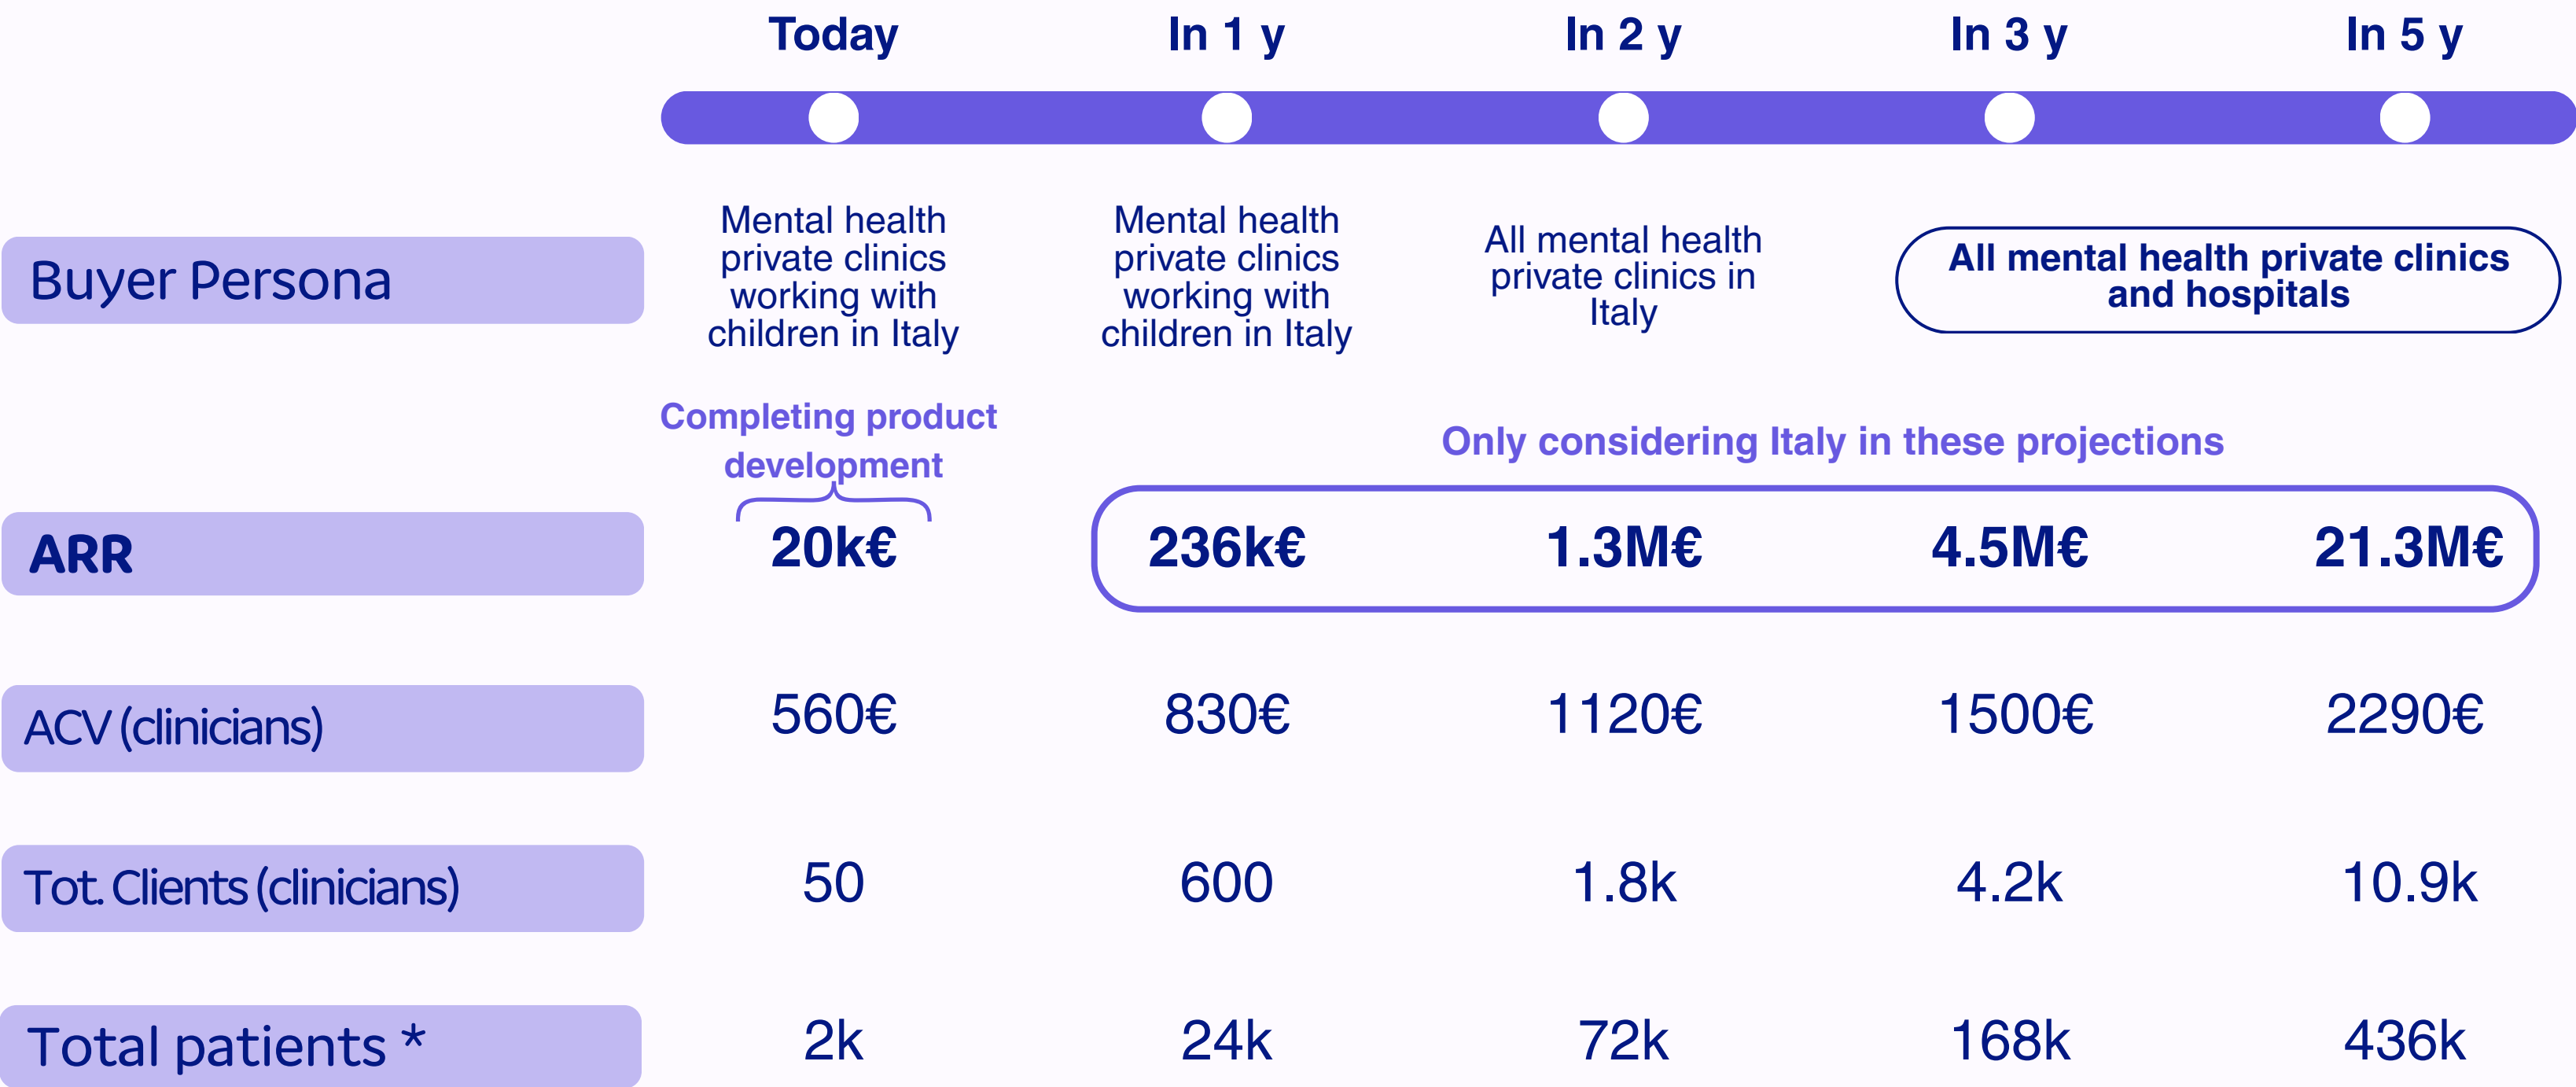 Today
In 1 y
In 2 y
In 3 y
In 5 y
Buyer Persona
Mental health
private clinics
working with
children in Italy
Mental health
private clinics
working with
children in Italy
All mental health
private clinics in
Italy
All mental health private clinics
and hospitals
Completing product
development
Only considering Italy in these projections
ARR
20k€
236k€
1.3M€
4.5M€
21.3M€
ACV (clinicians)
560€
830€
1120€
1500€
2290€
Tot. Clients (clinicians)
50
600
1.8k
4.2k
10.9k
Total patients *
2k
24k
72k
168k
436k